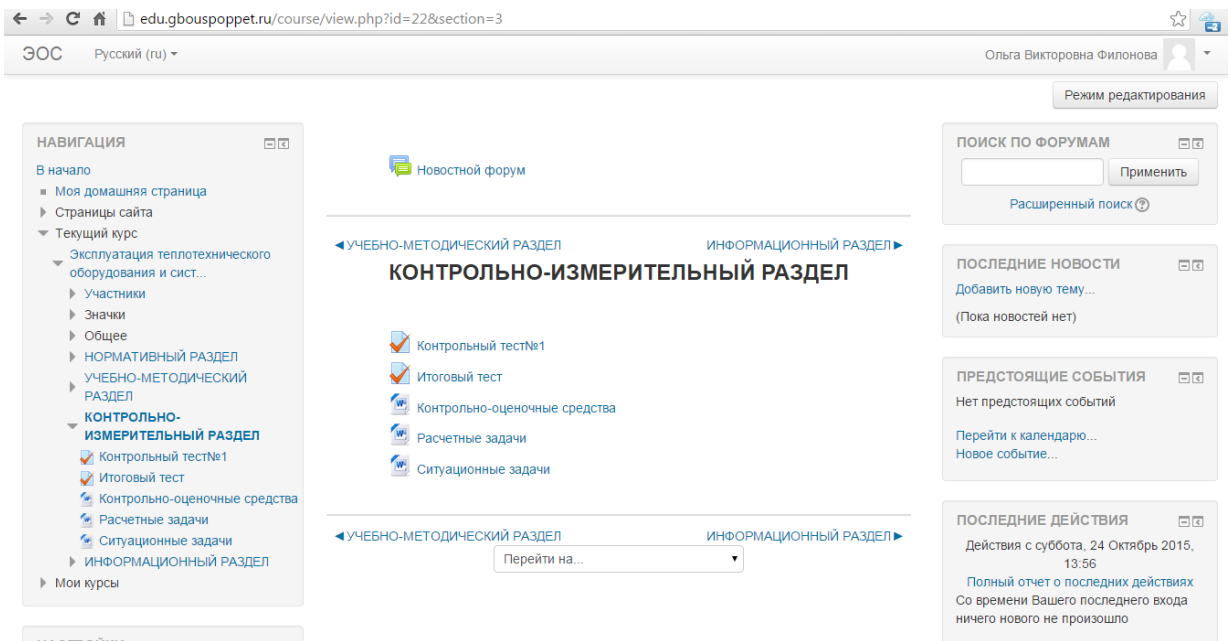 edu.gbouspoppet.ru/course/view.php?id=22&section=3
ЭОС
Русский (ru)
Ольга Викторовна Филонова
Режим редактирования
НАВИГАЦИЯ
В начало
Моя домашняя страница
Страницы сайта
Текущий курс
Эксплуатация теплотехнического
оборудования и сист...
Участники
Значки
Общее
НОРМАТИВНЫЙ РАЗДЕЛ
УЧЕБНО-МЕТОДИЧЕСКИЙ
РАЗДЕЛ
КОНТРОЛЬНО-
ИЗМЕРИТЕЛЬНЫЙ РАЗДЕЛ
Контрольный тест№1
Итоговый тест
Контрольно-оценочные средства
Расчетные задачи
Ситуационные задачи
ИНФОРМАЦИОННЫЙ РАЗДЕЛ
Мои курсы
Новостной форум
◄УЧЕБНО-МЕТОДИЧЕСКИЙ РАЗДЕЛ
ИНФОРМАЦИОННЫЙ РАЗДЕЛ►
КОНТРОЛЬНО-ИЗМЕРИТЕЛЬНЫЙ РАЗДЕЛ
Контрольный тест№1
Итоговый тест
Контрольно-оценочные средства
Расчетные задачи
Ситуационные задачи
◄УЧЕБНО-МЕТОДИЧЕСКИЙ РАЗДЕЛ
ИНФОРМАЦИОННЫЙ РАЗДЕЛ►
Перейти на...
ПОИСК ПО ФОРУМАМ
Применить
Расширенный поиск
ПОСЛЕДНИЕ НОВОСТИ
Добавить новую тему...
(Пока новостей нет)
ПРЕДСТОЯЩИЕ СОБЫТИЯ
Нет предстоящих событий
Перейти к календарю...
Новое событие...
ПОСЛЕДНИЕ ДЕЙСТВИЯ
Действия с суббота, 24 Октябрь 2015,
13:56
Полный отчет о последних действиях
Со времени Вашего последнего входа
ничего нового не произошло